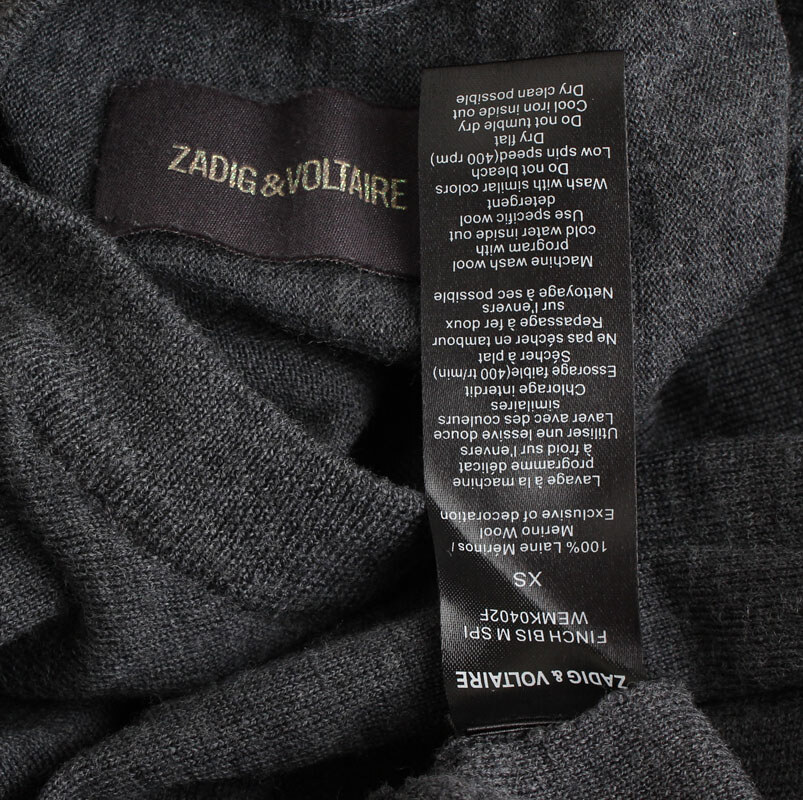 ZADIG & VOLTAIRE
ZADIG & VOLTAIRE
FINCH BIS M SPI
WEMK0402F
XS
100% Laine Mérinos/
Merino Wool
Exclusive of decoration
Lavage à la machine
programme délicat
à froid sur l'envers
Utiliser une lessive douce
Laver avec des couleurs
similaires
Chlorage interdit
Essorage faible(400 tr/min)
Sécher à plat
Ne pas sécher en tambour
Repassage à fer doux
sur l'envers
Nettoyage à sec possible
Machine wash wool
program with
cold water inside out
Use specific wool
detergent
Wash with similar colors
Do not bleach
Low spin speed(400 rpm)
Dry flat
Do not tumble dry
Cool iron inside out
Dry clean possible